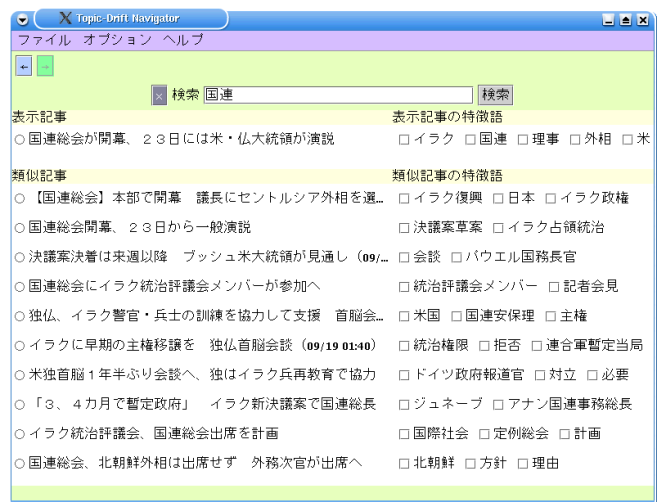 Topic-Drift Navigator
ファイル オプション ヘルプ
← →
× 検索 国連 検索
表示記事 表示記事の特徴語
国連総会が開幕、２３日には米・仏大統領が演説 イラク 国連 理事 外相 米
類似記事 類似記事の特徴語
【国連総会】本部で開幕 議長にセントルシア外相を選... イラク復興 日本 イラク政権
国連総会開幕、２３日から一般演説 決議案草案 イラク占領統治
決議案決着は来週以降 ブッシュ米大統領が見通し（09/... 会談 パウエル国務長官
国連総会にイラク統治評議会メンバーが参加へ 統治評議会メンバー 記者会見
独仏、イラク警官・兵士の訓練を協力して支援 首脳会... 米国 国連安保理 主権
イラクに早期の主権移譲を 独仏首脳会談（09/19 01:40） 統治権限 拒否 連合軍暫定当局
米独首脳１年半ぶり会談へ、独はイラク兵再教育で協力 ドイツ政府報道官 対立 必要
「３、４カ月で暫定政府」 イラク新決議案で国連総長 ジュネーブ アナン国連事務総長
イラク統治評議会、国連総会出席を計画 国際社会 定例総会 計画
国連総会、北朝鮮外相は出席せず 外務次官が出席へ 北朝鮮 方針 理由